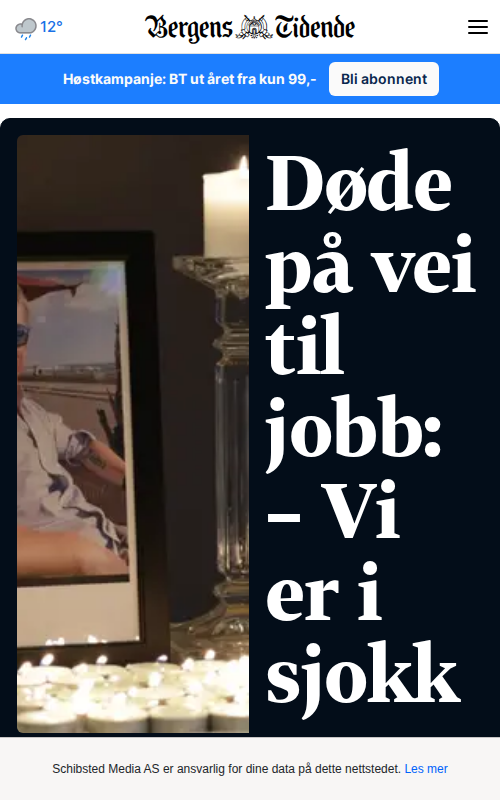 12°
Bergens Tidende
Høstkampanje: BT ut året fra kun 99,-
Bli abonnent
Døde
på vei
til
jobb:
– Vi
er i
sjokk
Schibsted Media AS er ansvarlig for dine data på dette nettstedet. Les mer